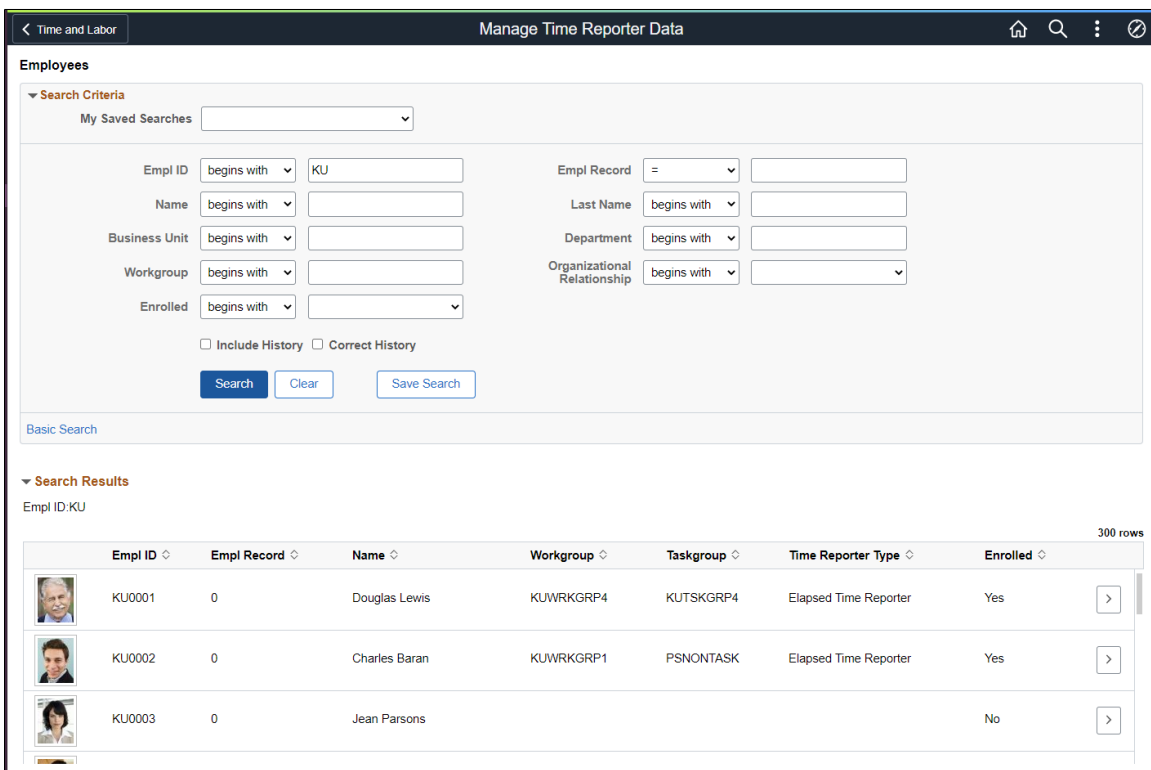 Time and Labor Manage Time Reporter Data
Employees
Search Criteria
My Saved Searches
Empl ID begins with KU Empl Record =
Name begins with Last Name begins with
Business Unit begins with Department begins with
Workgroup begins with Organizational Relationship begins with
Enrolled begins with
Include History Correct History
Search Clear Save Search
Basic Search
Search Results
Empl ID:KU
300 rows
Empl ID Empl Record Name Workgroup Taskgroup Time Reporter Type Enrolled
KU0001 0 Douglas Lewis KUWRKGRP4 KUTSKGRP4 Elapsed Time Reporter Yes
KU0002 0 Charles Baran KUWRKGRP1 PSNONTASK Elapsed Time Reporter Yes
KU0003 0 Jean Parsons No